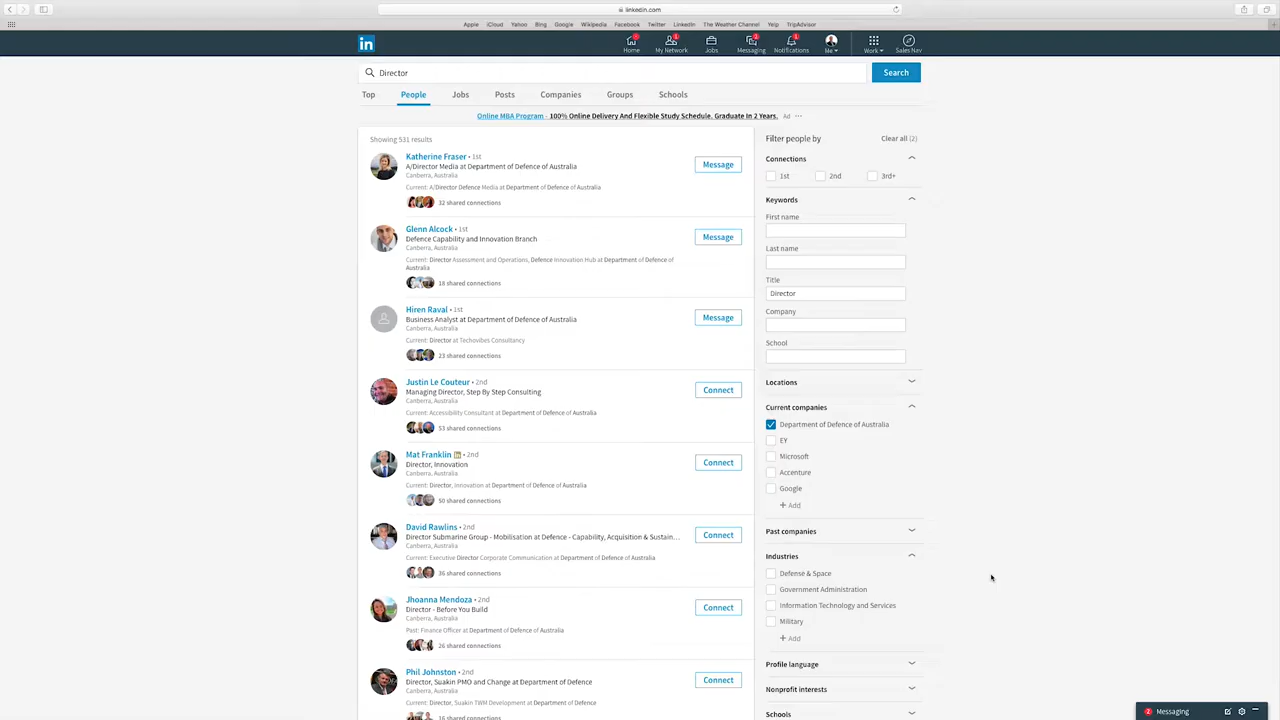 linkedin.com
Apple iCloud Yahoo Bing Google Wikipedia Facebook Twitter LinkedIn The Weather Channel Yelp TripAdvisor
in Home My Network Jobs Messaging Notifications Me Work Sales Nav
Director Search
Top People Jobs Posts Companies Groups Schools
Online MBA Program - 100% Online Delivery And Flexible Study Schedule. Graduate In 2 Years. Ad ···
Showing 531 results
Katherine Fraser • 1st
A/Director Media at Department of Defence of Australia
Canberra, Australia
Current: A/Director Defence Media at Department of Defence of Australia
32 shared connections
Message
Glenn Alcock • 1st
Defence Capability and Innovation Branch
Canberra, Australia
Current: Director Assessment and Operations, Defence Innovation Hub at Department of Defence of
Australia
18 shared connections
Message
Hiren Raval • 1st
Business Analyst at Department of Defence of Australia
Canberra, Australia
Current: Director at Techovibes Consultancy
23 shared connections
Message
Justin Le Couteur • 2nd
Managing Director, Step By Step Consulting
Canberra, Australia
Current: Accessibility Consultant at Department of Defence of Australia
53 shared connections
Connect
Mat Franklin in • 2nd
Director, Innovation
Canberra, Australia
Current: Director, innovation at Department of Defence of Australia
50 shared connections
Connect
David Rawlins • 2nd
Director Submarine Group - Mobilisation at Defence - Capability, Acquisition & Sustain...
Canberra, Australia
Current: Executive Director Corporate Communication at Department of Defence of Australia
36 shared connections
Connect
Jhoanna Mendoza • 2nd
Director - Before You Build
Canberra, Australia
Past: Finance Officer at Department of Defence of Australia
26 shared connections
Connect
Phil Johnston • 2nd
Director, Suakin PMO and Change at Department of Defence
Canberra, Australia
Current: Director, Suakin TWM Development at Department of Defence
16 shared connections
Connect
Filter people by Clear all (2)
Connections
1st 2nd 3rd+
Keywords
First name
Last name
Title
Director
Company
School
Locations
Current companies
Department of Defence of Australia
EY
Microsoft
Accenture
Google
+ Add
Past companies
Industries
Defense & Space
Government Administration
Information Technology and Services
Military
+ Add
Profile language
Nonprofit interests
Schools
2 Messaging